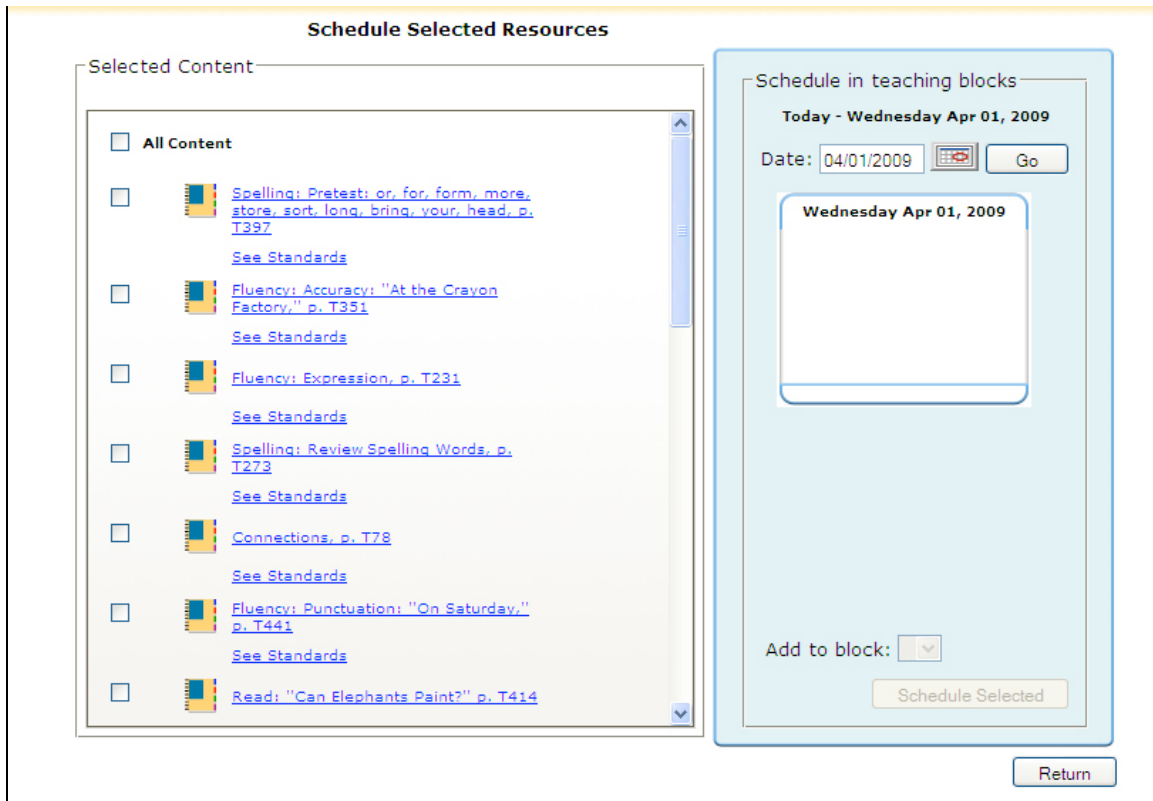 Schedule Selected Resources
Selected Content
All Content
Spelling: Pretest: or, for, form, more,
store, sort, long, bring, your, head, p.
T397
See Standards
Fluency: Accuracy: "At the Crayon
Factory," p. T351
See Standards
Fluency: Expression, p. T231
See Standards
Spelling: Review Spelling Words, p.
T273
See Standards
Connections, p. T78
See Standards
Fluency: Punctuation: "On Saturday,"
p. T441
See Standards
Read: "Can Elephants Paint?" p. T414
Schedule in teaching blocks
Today - Wednesday Apr 01, 2009
Date: 04/01/2009 Go
Wednesday Apr 01, 2009
Add to block:
Schedule Selected
Return